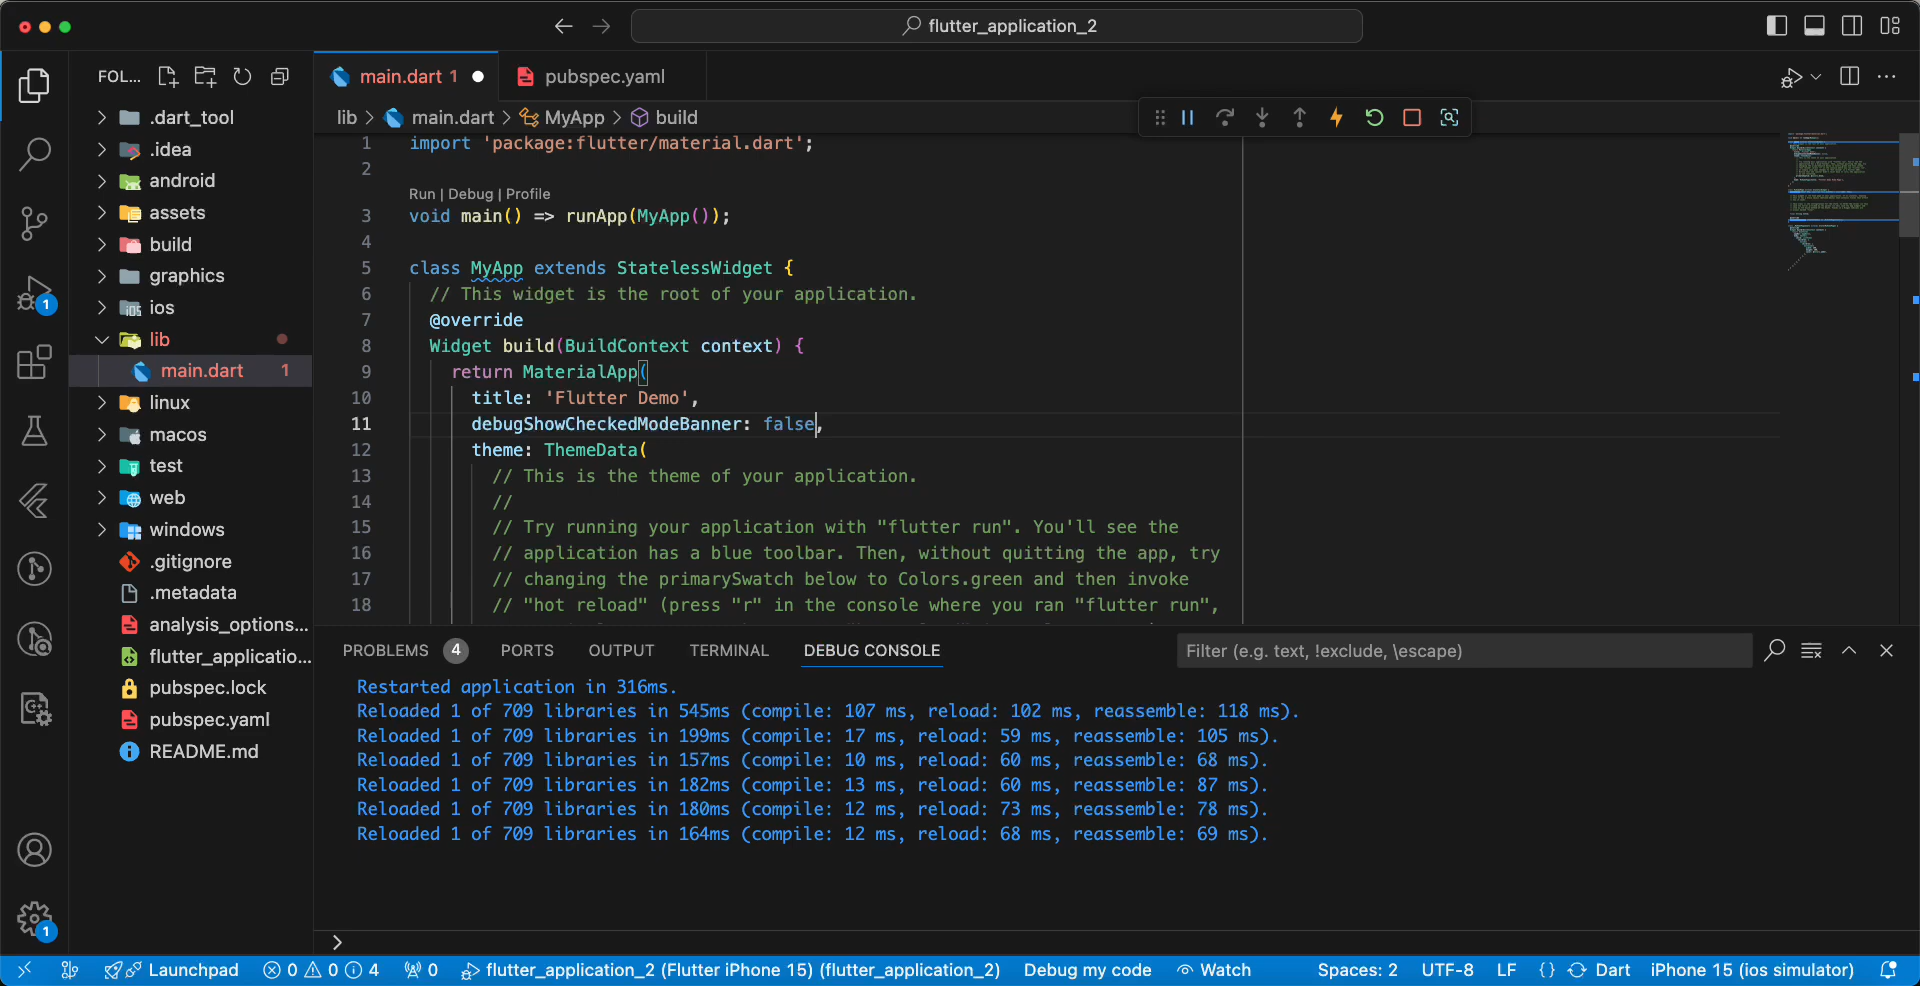 flutter_application_2
FOL...
main.dart 1
pubspec.yaml
lib > main.dart > MyApp > build
.dart_tool
.idea
android
assets
build
graphics
ios
lib
main.dart 1
linux
macos
test
web
windows
.gitignore
.metadata
analysis_options...
flutter_applicatio...
pubspec.lock
pubspec.yaml
README.md
1
1
1 import 'package:flutter/material.dart';
2
Run | Debug | Profile
3 void main() => runApp(MyApp());
4
5 class MyApp extends StatelessWidget {
6 // This widget is the root of your application.
7 @override
8 Widget build(BuildContext context) {
9 return MaterialApp(
10 title: 'Flutter Demo',
11 debugShowCheckedModeBanner: false,
12 theme: ThemeData(
13 // This is the theme of your application.
14 //
15 // Try running your application with "flutter run". You'll see the
16 // application has a blue toolbar. Then, without quitting the app, try
17 // changing the primarySwatch below to Colors.green and then invoke
18 // "hot reload" (press "r" in the console where you ran "flutter run",
PROBLEMS 4 PORTS OUTPUT TERMINAL DEBUG CONSOLE
Filter (e.g. text, !exclude, \escape)
Restarted application in 316ms.
Reloaded 1 of 709 libraries in 545ms (compile: 107 ms, reload: 102 ms, reassemble: 118 ms).
Reloaded 1 of 709 libraries in 199ms (compile: 17 ms, reload: 59 ms, reassemble: 105 ms).
Reloaded 1 of 709 libraries in 157ms (compile: 10 ms, reload: 60 ms, reassemble: 68 ms).
Reloaded 1 of 709 libraries in 182ms (compile: 13 ms, reload: 60 ms, reassemble: 87 ms).
Reloaded 1 of 709 libraries in 180ms (compile: 12 ms, reload: 73 ms, reassemble: 78 ms).
Reloaded 1 of 709 libraries in 164ms (compile: 12 ms, reload: 68 ms, reassemble: 69 ms).
>
Launchpad 0 0 4 0 flutter_application_2 (Flutter iPhone 15) (flutter_application_2) Debug my code Watch Spaces: 2 UTF-8 LF {} Dart iPhone 15 (ios simulator)